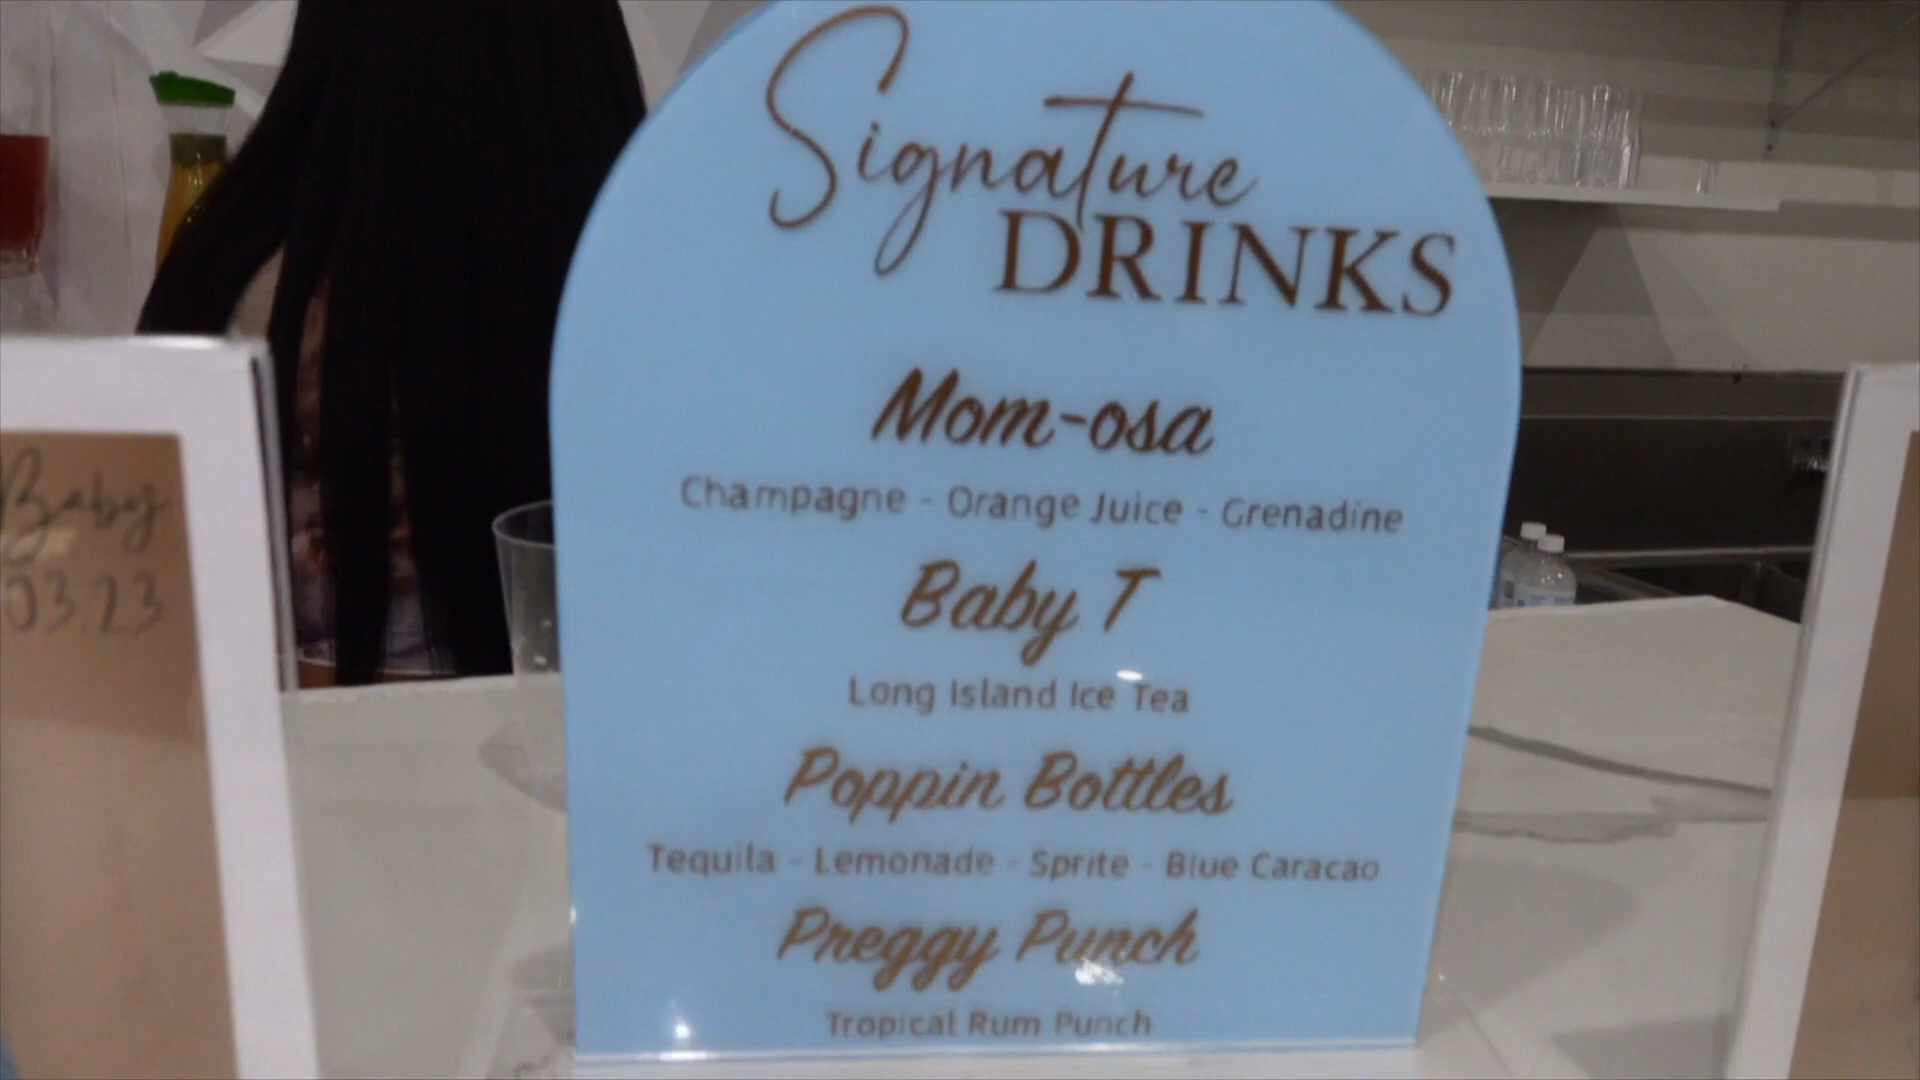 Signature
DRINKS
Mom-osa
Champagne - Orange Juice - Grenadine
Baby T
Long Island Ice Tea
Poppin Bottles
Tequila - Lemonade - Sprite - Blue Caracao
Preggy Punch
Tropical Rum Punch
Baby
03.23